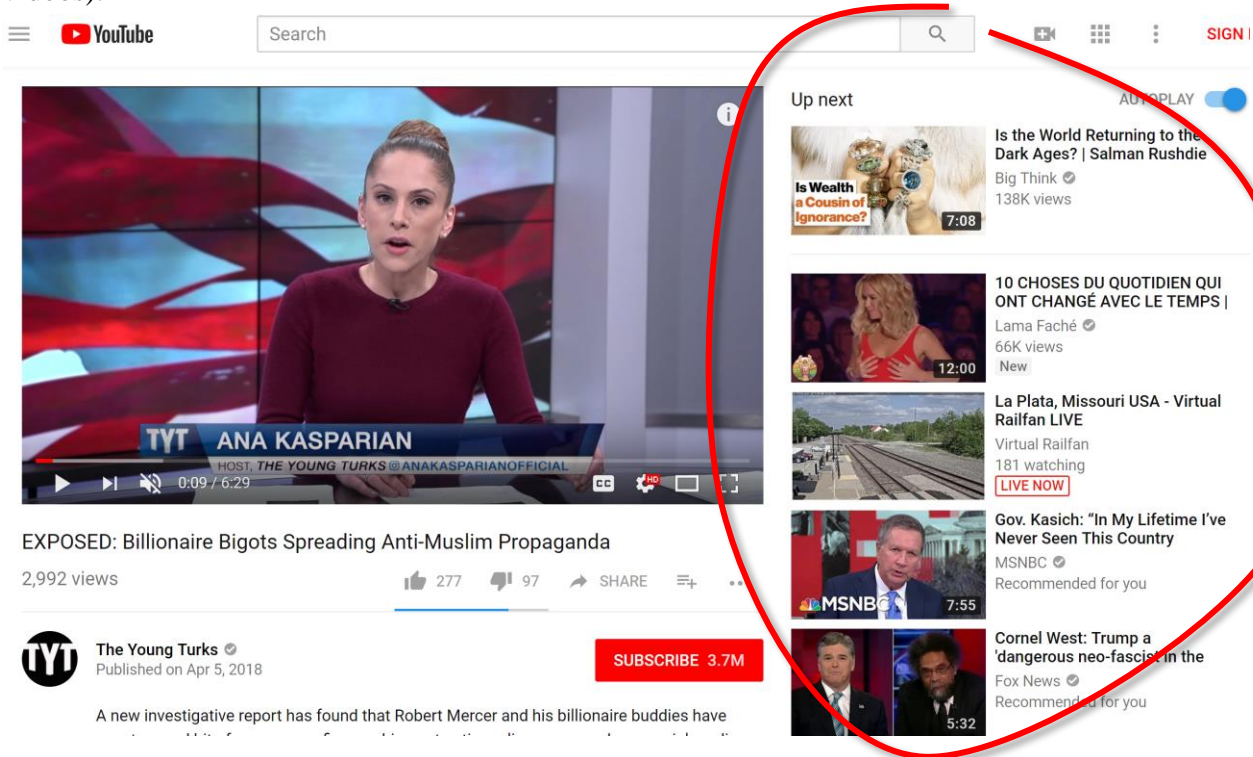 YouTube
Search
SIGN
TYT ANA KASPARIAN
HOST, THE YOUNG TURKS @ANAKASPARIANOFFICIAL
0:09 / 6:29
CC
HD
EXPOSED: Billionaire Bigots Spreading Anti-Muslim Propaganda
2,992 views
277 97 SHARE
TYT
The Young Turks
Published on Apr 5, 2018
SUBSCRIBE 3.7M
A new investigative report has found that Robert Mercer and his billionaire buddies have
Up next
AUTOPLAY
Is Wealth
a Cousin of
Ignorance?
7:08
Is the World Returning to the
Dark Ages? | Salman Rushdie
Big Think
138K views
12:00
10 CHOSES DU QUOTIDIEN QUI
ONT CHANGÉ AVEC LE TEMPS |
Lama Faché
66K views
New
La Plata, Missouri USA - Virtual
Railfan LIVE
Virtual Railfan
181 watching
LIVE NOW
MSNBC
7:55
Gov. Kasich: “In My Lifetime I’ve
Never Seen This Country
MSNBC
Recommended for you
5:32
Cornel West: Trump a
'dangerous neo-fascist in the
Fox News
Recommended for you